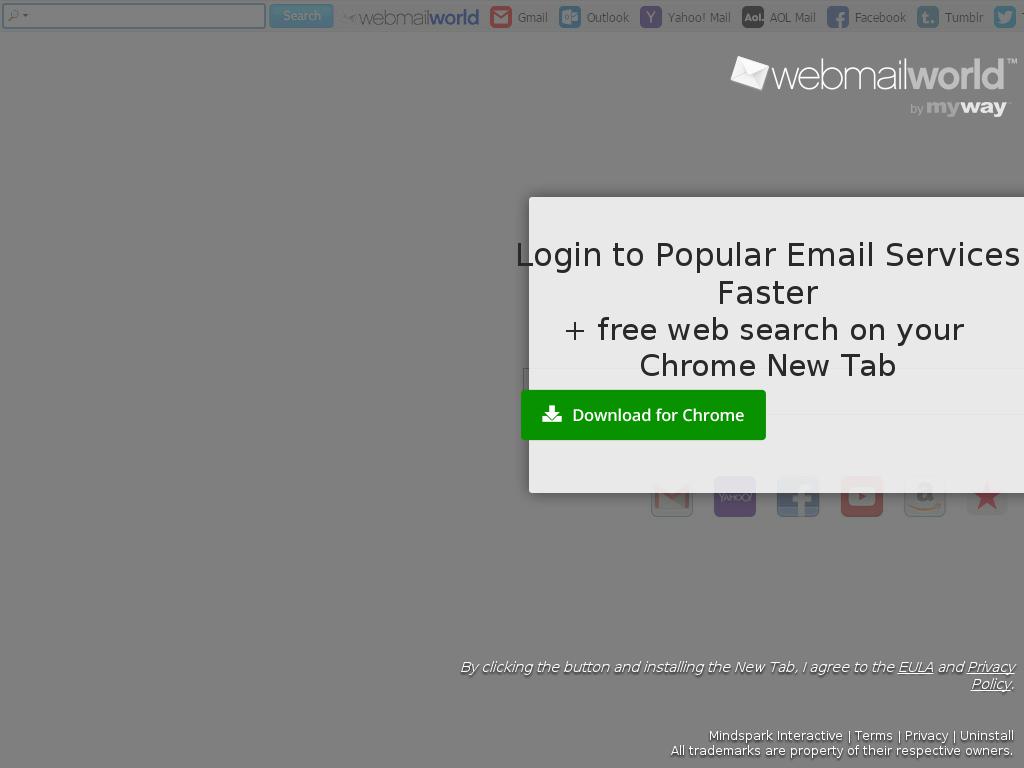 Search webmailworld Gmail Outlook Yahoo! Mail Aol. AOL Mail Facebook Tumblr
webmailworld™
by myway
Login to Popular Email Services
Faster
+ free web search on your
Chrome New Tab
Download for Chrome
YAHOO!
By clicking the button and installing the New Tab, I agree to the EULA and Privacy
Policy.
Mindspark Interactive | Terms | Privacy | Uninstall
All trademarks are property of their respective owners.